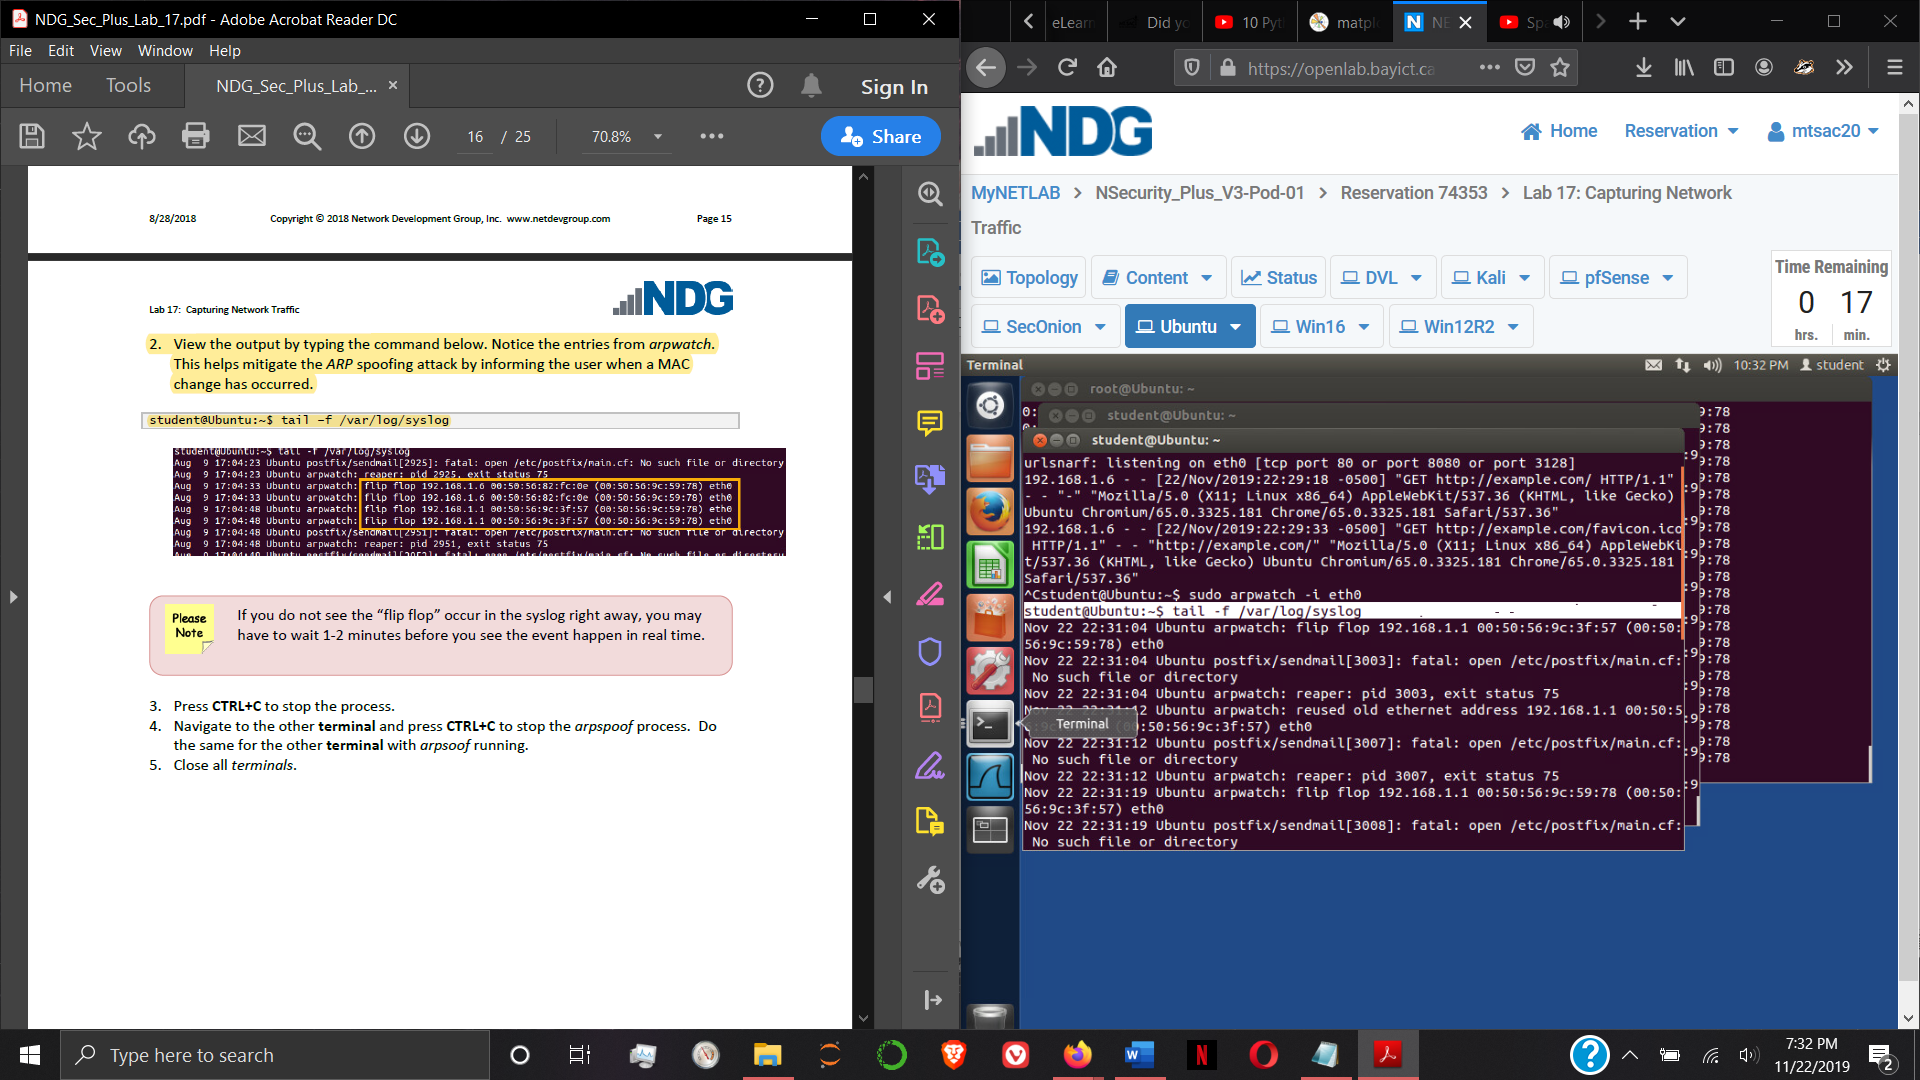 NDG_Sec_Plus_Lab_17.pdf - Adobe Acrobat Reader DC
File Edit View Window Help
Home Tools NDG_Sec_Plus_Lab_... × Sign In
16 / 25 70.8% Share
8/28/2018 Copyright © 2018 Network Development Group, Inc. www.netdevgroup.com Page 15
Lab 17: Capturing Network Traffic
NDG
2. View the output by typing the command below. Notice the entries from arpwatch.
This helps mitigate the ARP spoofing attack by informing the user when a MAC
change has occurred.
student@Ubuntu:~$ tail -f /var/log/syslog
student@Ubuntu:~$ tail -f /var/log/syslog
Aug 9 17:04:23 Ubuntu postfix/sendmail[2925]: fatal: open /etc/postfix/main.cf: No such file or directory
Aug 9 17:04:23 Ubuntu arpwatch: reaper: pid 2925, exit status 75
Aug 9 17:04:33 Ubuntu arpwatch: flip flop 192.168.1.6 00:50:56:82:fc:0e (00:50:56:9c:59:78) eth0
Aug 9 17:04:33 Ubuntu arpwatch: flip flop 192.168.1.6 00:50:56:82:fc:0e (00:50:56:9c:59:78) eth0
Aug 9 17:04:48 Ubuntu arpwatch: flip flop 192.168.1.1 00:50:56:9c:3f:57 (00:50:56:9c:59:78) eth0
Aug 9 17:04:48 Ubuntu arpwatch: flip flop 192.168.1.1 00:50:56:9c:3f:57 (00:50:56:9c:59:78) eth0
Aug 9 17:04:48 Ubuntu postfix/sendmail[2951]: fatal: open /etc/postfix/main.cf: No such file or directory
Aug 9 17:04:48 Ubuntu arpwatch: reaper: pid 2951, exit status 75
Please
Note
If you do not see the “flip flop” occur in the syslog right away, you may
have to wait 1-2 minutes before you see the event happen in real time.
3. Press CTRL+C to stop the process.
4. Navigate to the other terminal and press CTRL+C to stop the arpspoof process. Do
the same for the other terminal with arpsoof running.
5. Close all terminals.
eLearn Did yo 10 Pyt matpl NE Sp
https://openlab.bayict.ca
NDG
Home Reservation mtsac20
MyNETLAB > NSecurity_Plus_V3-Pod-01 > Reservation 74353 > Lab 17: Capturing Network
Traffic
Topology Content Status DVL Kali pfSense
SecOnion Ubuntu Win16 Win12R2
Time Remaining
0 17
hrs. min.
Terminal 10:32 PM student
root@Ubuntu: ~
student@Ubuntu: ~
student@Ubuntu: ~
urlsnarf: listening on eth0 [tcp port 80 or port 8080 or port 3128]
192.168.1.6 - - [22/Nov/2019:22:29:18 -0500] "GET http://example.com/ HTTP/1.1"
- - "-" "Mozilla/5.0 (X11; Linux x86_64) AppleWebKit/537.36 (KHTML, like Gecko)
Ubuntu Chromium/65.0.3325.181 Chrome/65.0.3325.181 Safari/537.36"
192.168.1.6 - - [22/Nov/2019:22:29:33 -0500] "GET http://example.com/favicon.ico
HTTP/1.1" - - "http://example.com/" "Mozilla/5.0 (X11; Linux x86_64) AppleWebKi
t/537.36 (KHTML, like Gecko) Ubuntu Chromium/65.0.3325.181 Chrome/65.0.3325.181
Safari/537.36"
^Cstudent@Ubuntu:~$ sudo arpwatch -i eth0
student@Ubuntu:~$ tail -f /var/log/syslog
Nov 22 22:31:04 Ubuntu arpwatch: flip flop 192.168.1.1 00:50:56:9c:3f:57 (00:50:
56:9c:59:78) eth0
Nov 22 22:31:04 Ubuntu postfix/sendmail[3003]: fatal: open /etc/postfix/main.cf:
No such file or directory
Nov 22 22:31:04 Ubuntu arpwatch: reaper: pid 3003, exit status 75
Nov 22 22:31:12 Ubuntu arpwatch: reused old ethernet address 192.168.1.1 00:50:5
:50:56:9c:3f:57) eth0
Terminal
Nov 22 22:31:12 Ubuntu postfix/sendmail[3007]: fatal: open /etc/postfix/main.cf:
No such file or directory
Nov 22 22:31:12 Ubuntu arpwatch: reaper: pid 3007, exit status 75
Nov 22 22:31:19 Ubuntu arpwatch: flip flop 192.168.1.1 00:50:56:9c:59:78 (00:50:
56:9c:3f:57) eth0
Nov 22 22:31:19 Ubuntu postfix/sendmail[3008]: fatal: open /etc/postfix/main.cf:
No such file or directory
Type here to search
7:32 PM
11/22/2019
2